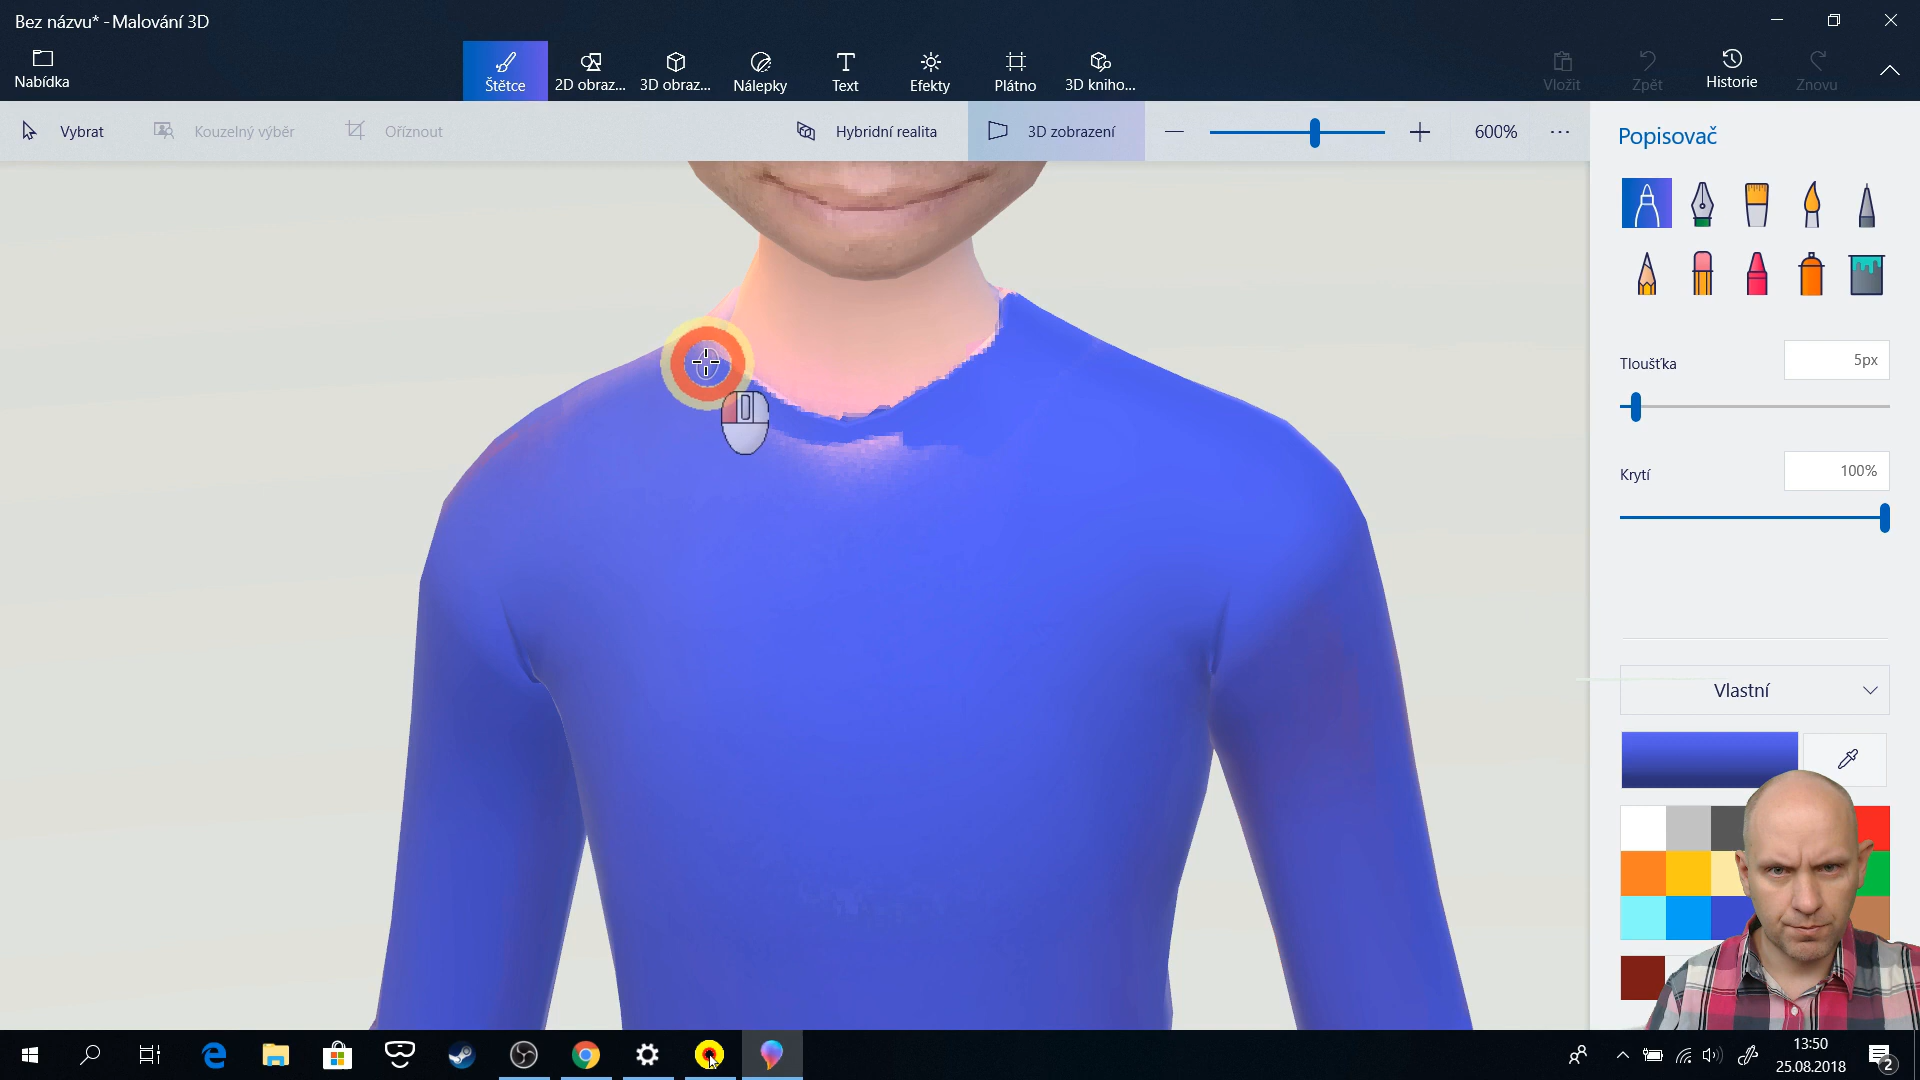 Bez názvu* - Malování 3D
Nabídka
Štětce
2D obraz...
3D obraz...
Nálepky
Text
Efekty
Plátno
3D kniho...
Vložit
Zpět
Historie
Znovu
Vybrat
Kouzelný výběr
Oříznout
Hybridní realita
3D zobrazení
600%
Popisovač
Tloušťka
5px
Krytí
100%
Vlastní
13:50
25.08.2018
2